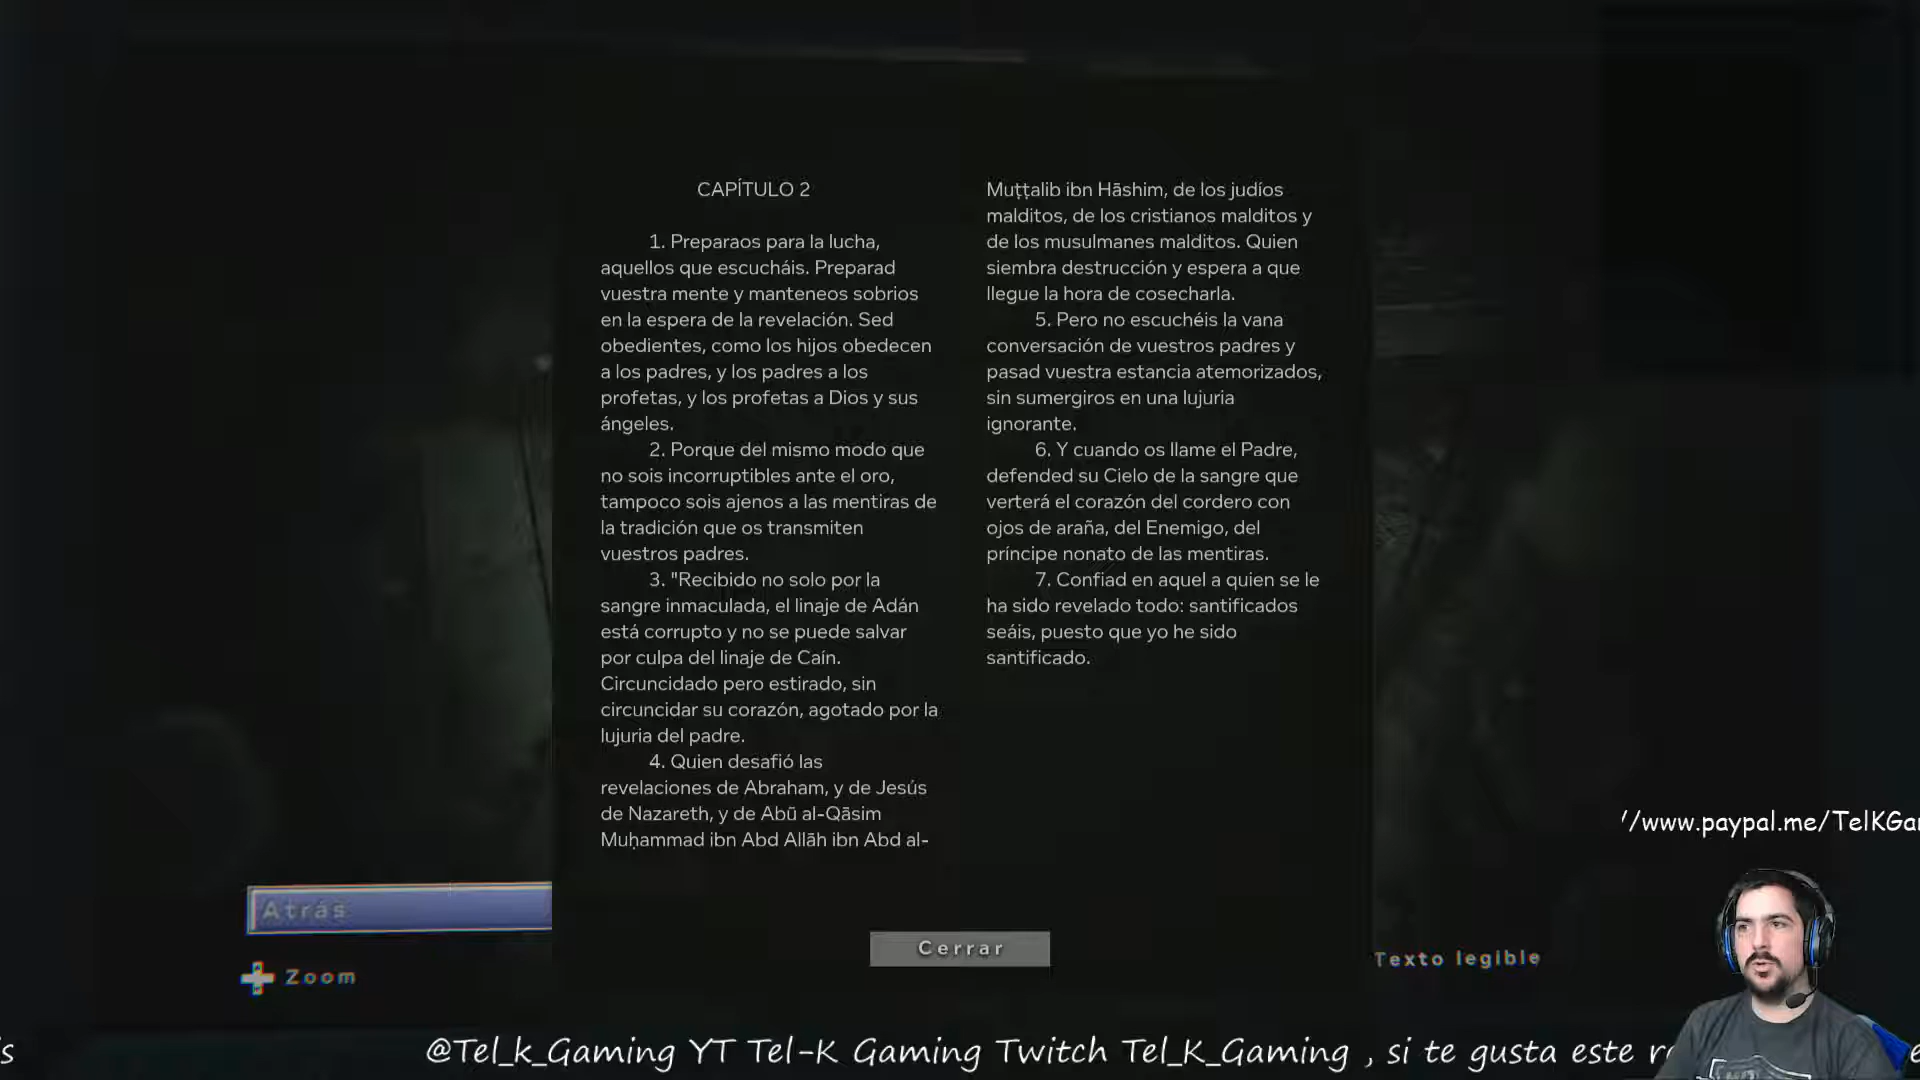 CAPÍTULO 2
1. Preparaos para la lucha,
aquellos que escucháis. Preparad
vuestra mente y manteneos sobrios
en la espera de la revelación. Sed
obedientes, como los hijos obedecen
a los padres, y los padres a los
profetas, y los profetas a Dios y sus
ángeles.
2. Porque del mismo modo que
no sois incorruptibles ante el oro,
tampoco sois ajenos a las mentiras de
la tradición que os transmiten
vuestros padres.
3. "Recibido no solo por la
sangre inmaculada, el linaje de Adán
está corrupto y no se puede salvar
por culpa del linaje de Caín.
Circuncidado pero estirado, sin
circuncidar su corazón, agotado por la
lujuria del padre.
4. Quien desafió las
revelaciones de Abraham, y de Jesús
de Nazareth, y de Abū al-Qāsim
Muḥammad ibn Abd Allāh ibn Abd al-
Muṭṭalib ibn Hāshim, de los judíos
malditos, de los cristianos malditos y
de los musulmanes malditos. Quien
siembra destrucción y espera a que
llegue la hora de cosecharla.
5. Pero no escuchéis la vana
conversación de vuestros padres y
pasad vuestra estancia atemorizados,
sin sumergiros en una lujuria
ignorante.
6. Y cuando os llame el Padre,
defended su Cielo de la sangre que
verterá el corazón del cordero con
ojos de araña, del Enemigo, del
príncipe nonato de las mentiras.
7. Confiad en aquel a quien se le
ha sido revelado todo: santificados
seáis, puesto que yo he sido
santificado.
//www.paypal.me/TelKGa
Atrás
Cerrar
Texto legible
Zoom
@Tel_k_Gaming YT Tel-K Gaming Twitch Tel_K_Gaming , si te gusta este